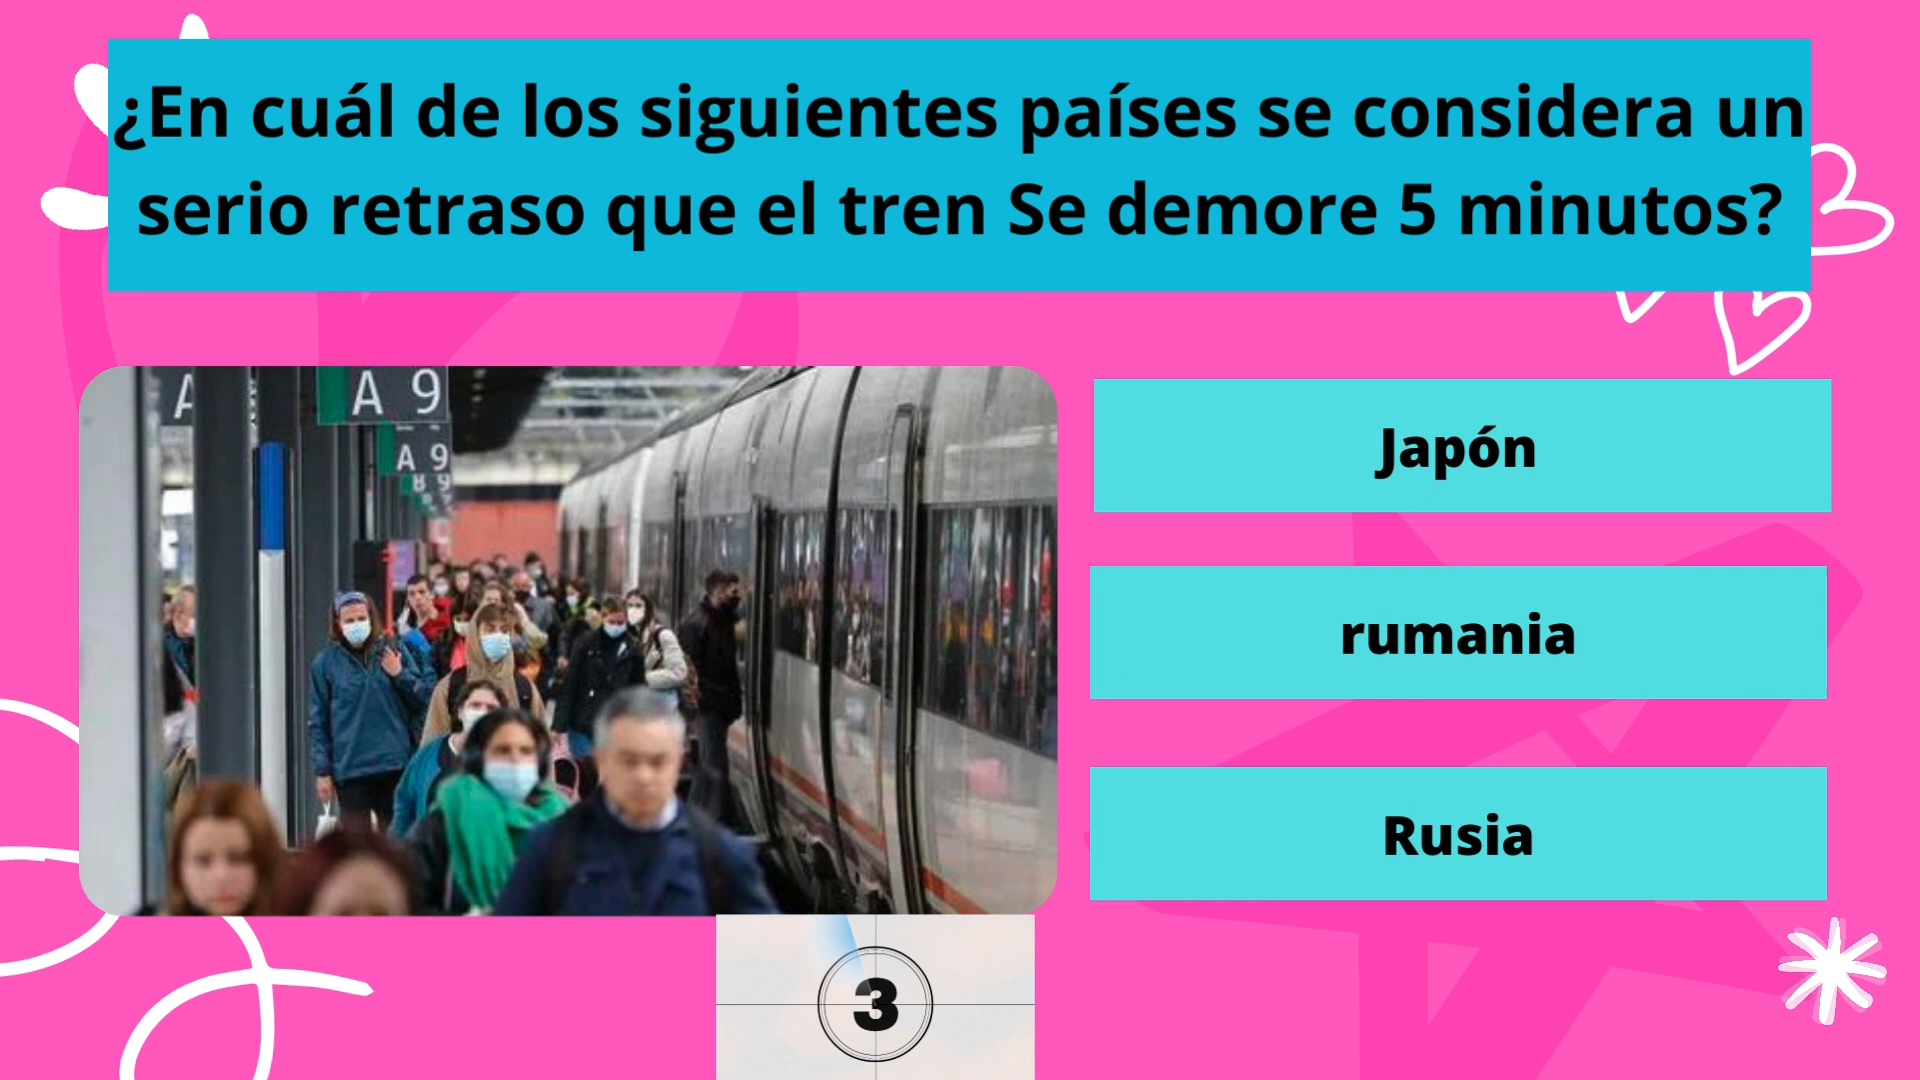 ¿En cuál de los siguientes países se considera un
serio retraso que el tren Se demore 5 minutos?
A
A 9
A 9
B 9
Japón
rumania
Rusia
3